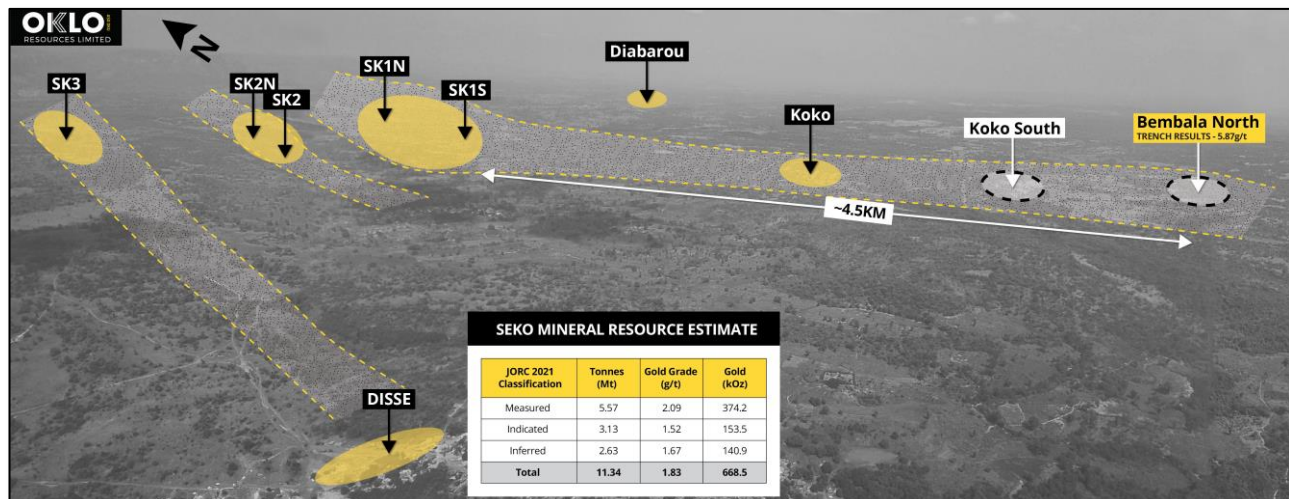 OKLO
RESOURCES LIMITED
N
SK3
SK2N
SK2
SK1N
SK1S
Diabarou
Koko
Koko South
Bembala North
TRENCH RESULTS - 5.87g/t
~4.5KM
DISSE
SEKO MINERAL RESOURCE ESTIMATE
JORC 2021 Classification Tonnes (Mt) Gold Grade (g/t) Gold (kOz)
Measured 5.57 2.09 374.2
Indicated 3.13 1.52 153.5
Inferred 2.63 1.67 140.9
Total 11.34 1.83 668.5